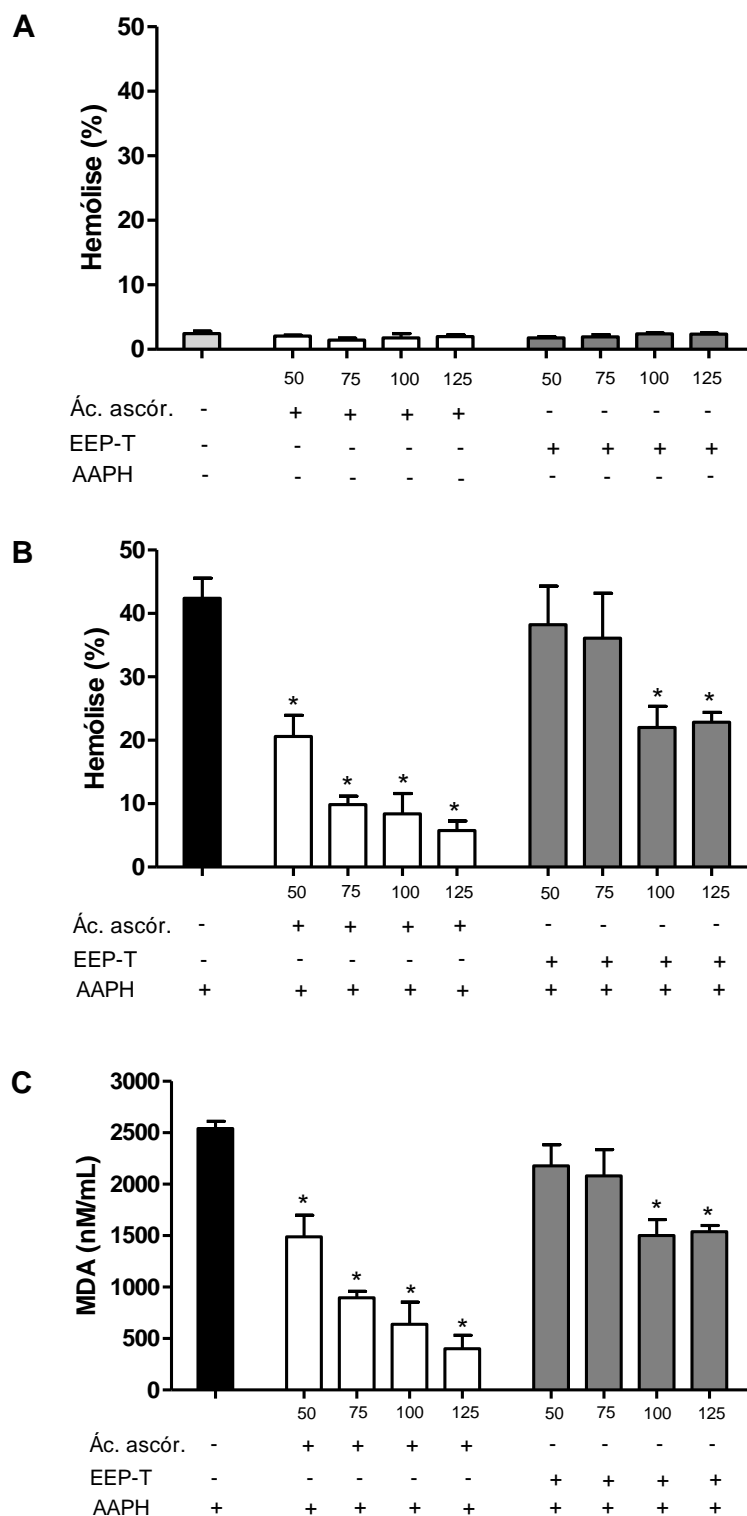 A
Hemólise (%)
50
40
30
20
10
0
50 75 100 125 50 75 100 125
Ác. ascór. - + + + + - - - -
EEP-T - - - - - + + + +
AAPH - - - - - - - - -
B
Hemólise (%)
50
40
30
20
10
0
* * * * * *
50 75 100 125 50 75 100 125
Ác. ascór. - + + + + - - - -
EEP-T - - - - - + + + +
AAPH + + + + + + + + +
C
MDA (nM/mL)
3000
2500
2000
1500
1000
500
0
* * * * * *
50 75 100 125 50 75 100 125
Ác. ascór. - + + + + - - - -
EEP-T - - - - - + + + +
AAPH + + + + + + + + +